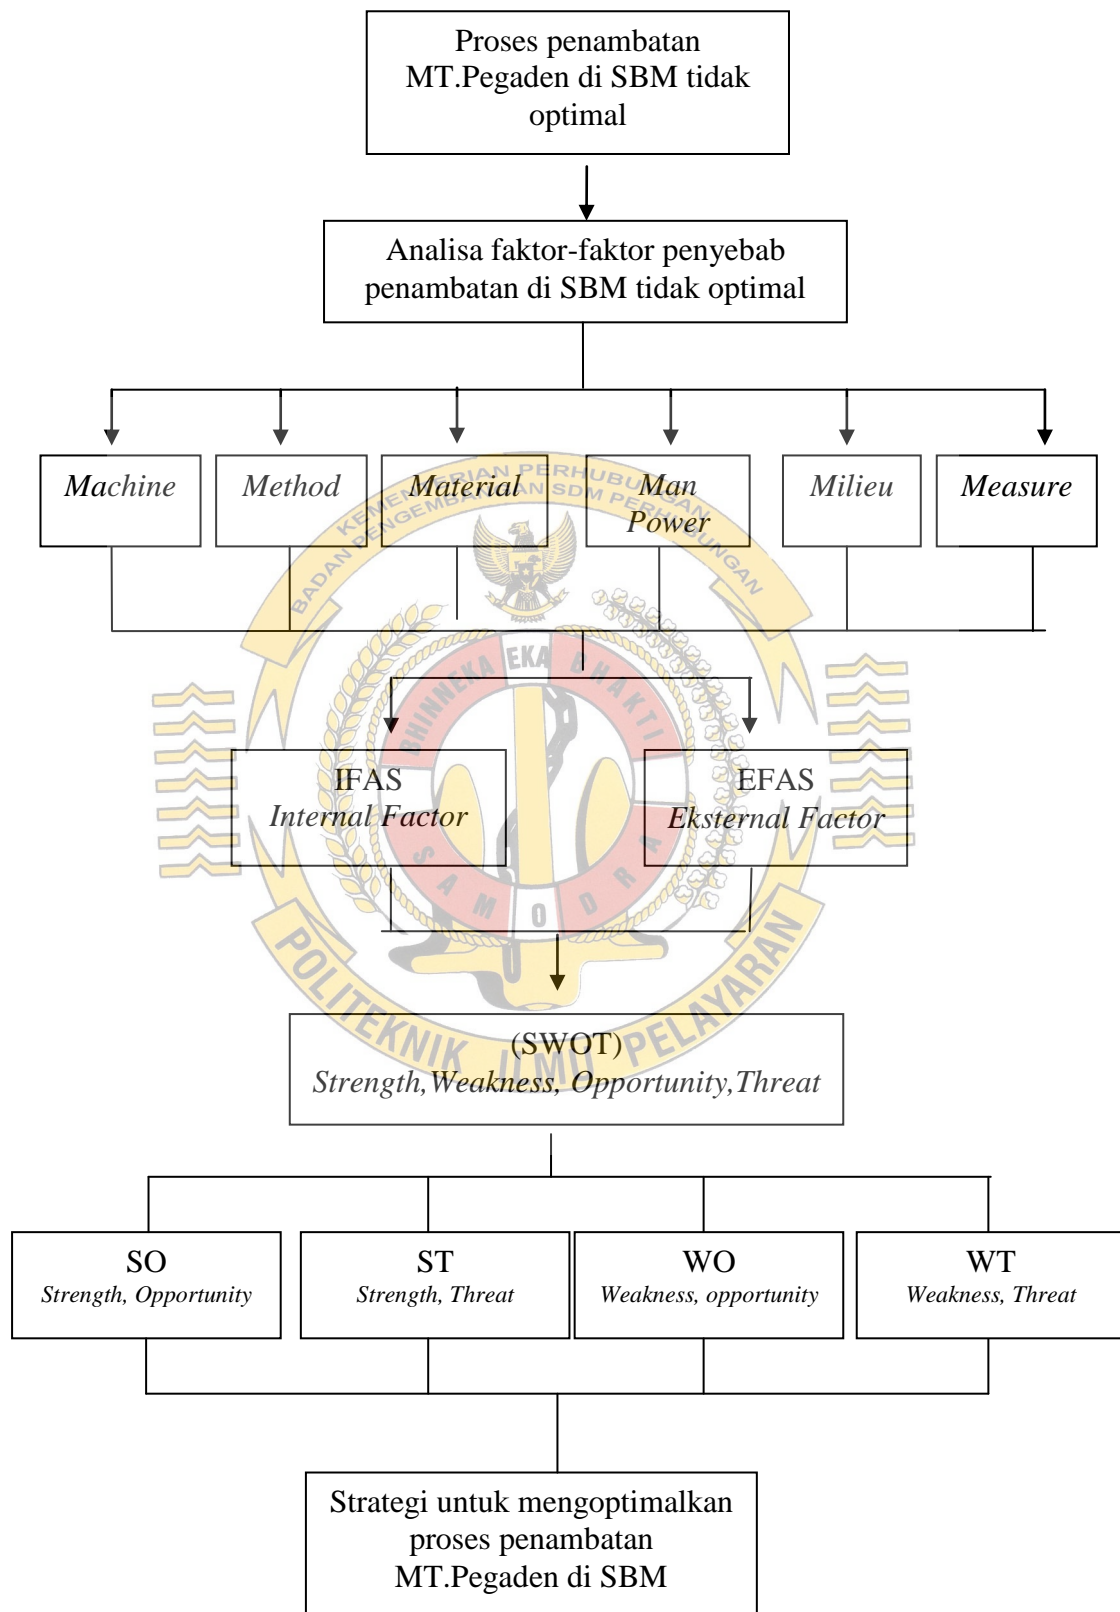 Proses penambatan
MT.Pegaden di SBM tidak
optimal
Analisa faktor-faktor penyebab
penambatan di SBM tidak optimal
Machine
Method
Material
Man
Power
Milieu
Measure
KEMENTERIAN PERHUBUNGAN
BADAN PENGEMBANGAN SDM PERHUBUNGAN
BHINNEKA EKA BHAKTI
IFAS
Internal Factor
EFAS
Eksternal Factor
SAMODRA
POLITEKNIK ILMU PELAYARAN
(SWOT)
Strength,Weakness, Opportunity,Threat
SO
Strength, Opportunity
ST
Strength, Threat
WO
Weakness, opportunity
WT
Weakness, Threat
Strategi untuk mengoptimalkan
proses penambatan
MT.Pegaden di SBM